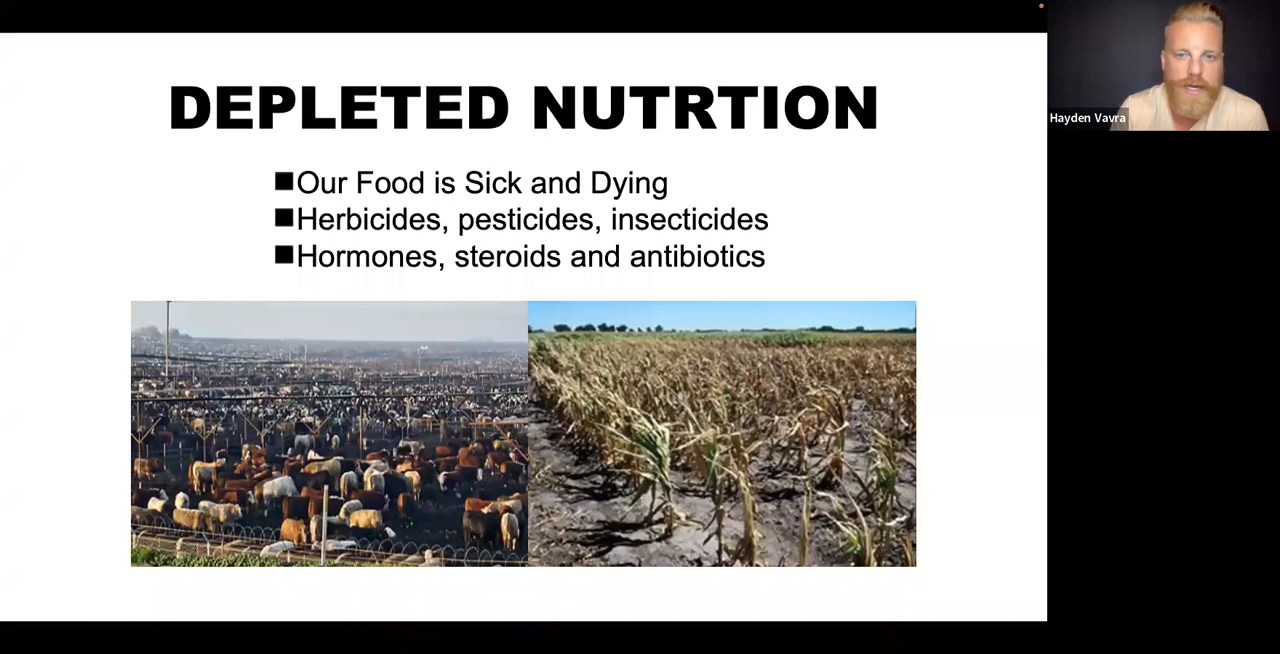 DEPLETED NUTRTION
Our Food is Sick and Dying
Herbicides, pesticides, insecticides
Hormones, steroids and antibiotics
Hayden Vavra